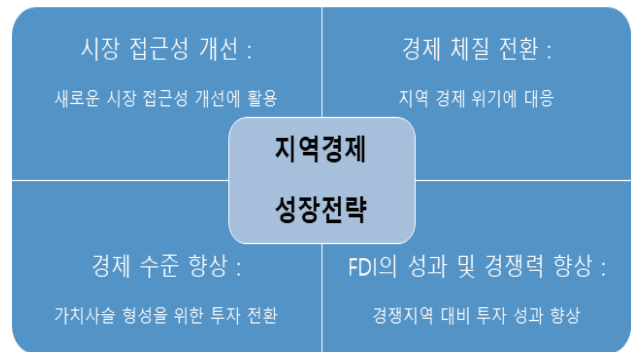 시장 접근성 개선 :
새로운 시장 접근성 개선에 활용
경제 체질 전환 :
지역 경제 위기에 대응
지역경제
성장전략
경제 수준 향상 :
가치사슬 형성을 위한 투자 전환
FDI의 성과 및 경쟁력 향상 :
경쟁지역 대비 투자 성과 향상